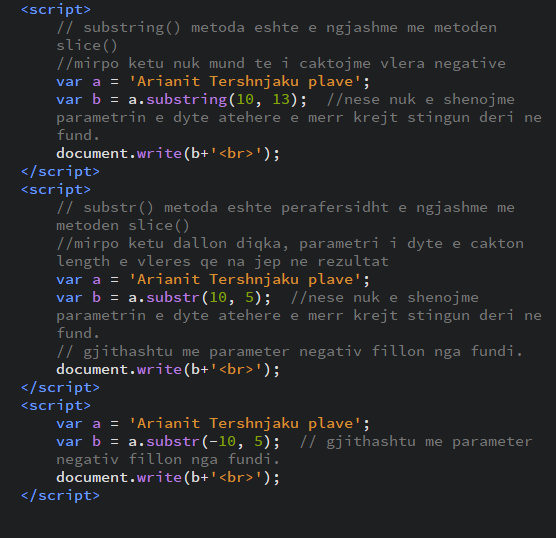 <script>
// substring() metoda eshte e ngjashme me metoden
slice()
//mirpo ketu nuk mund te i caktojme vlera negative
var a = 'Arianit Tershnjaku plave';
var b = a.substring(10, 13);  //nese nuk e shenojme
parametrin e dyte atehere e merr krejt stingun deri ne
fund.
document.write(b+'<br>');
</script>
<script>
// substr() metoda eshte perafersidht e ngjashme me
metoden slice()
//mirpo ketu dallon diqka, parametri i dyte e cakton
length e vleres qe na jep ne rezultat
var a = 'Arianit Tershnjaku plave';
var b = a.substr(10, 5);  //nese nuk e shenojme
parametrin e dyte atehere e merr krejt stingun deri ne
fund.
// gjithashtu me parameter negativ fillon nga fundi.
document.write(b+'<br>');
</script>
<script>
var a = 'Arianit Tershnjaku plave';
var b = a.substr(-10, 5);  // gjithashtu me parameter
negativ fillon nga fundi.
document.write(b+'<br>');
</script>